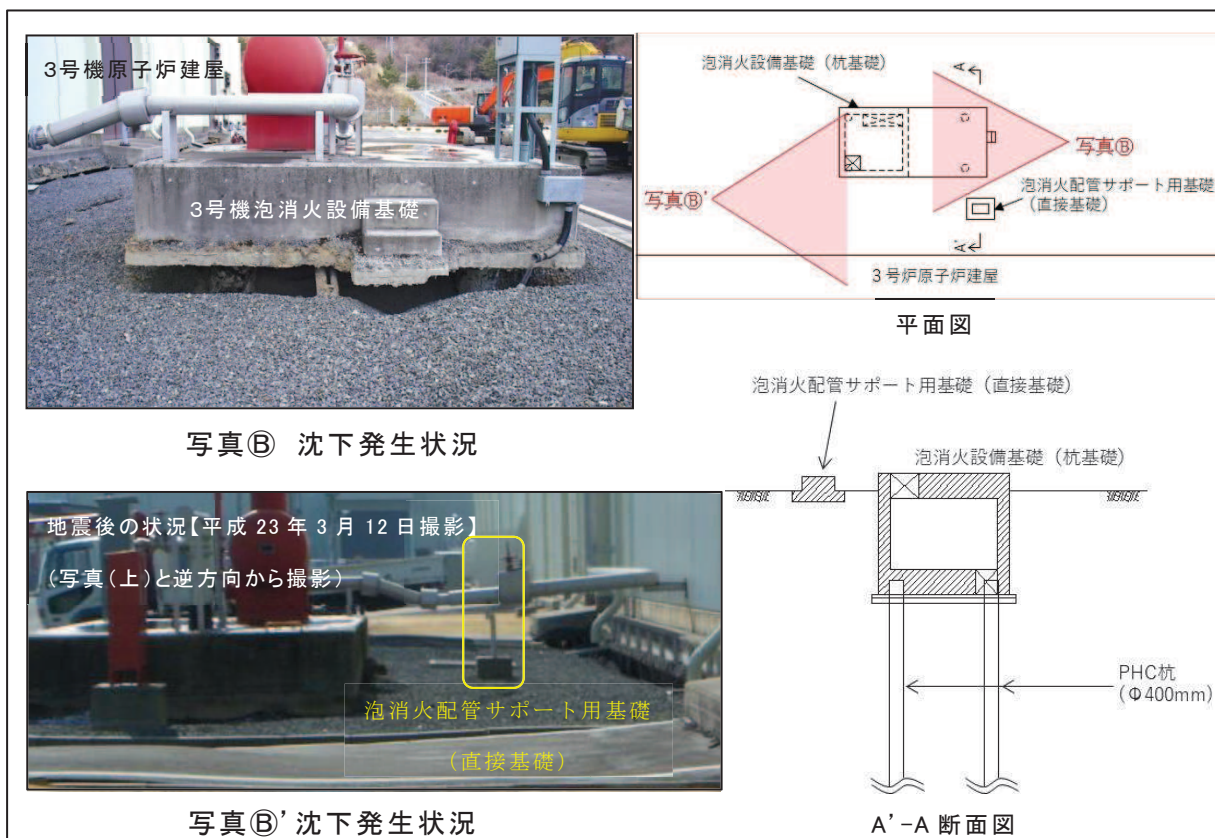 3号機原子炉建屋
3号機泡消火設備基礎
写真Ⓑ 沈下発生状況
泡消火設備基礎(杭基礎)
A
写真Ⓑ
写真Ⓑ'
泡消火配管サポート用基礎
(直接基礎)
A'
3号炉原子炉建屋
平面図
地震後の状況【平成 23 年 3 月 12 日撮影】
(写真(上)と逆方向から撮影)
泡消火配管サポート用基礎
(直接基礎)
写真Ⓑ' 沈下発生状況
泡消火配管サポート用基礎(直接基礎)
泡消火設備基礎(杭基礎)
PHC杭
(Φ400mm)
A'-A 断面図